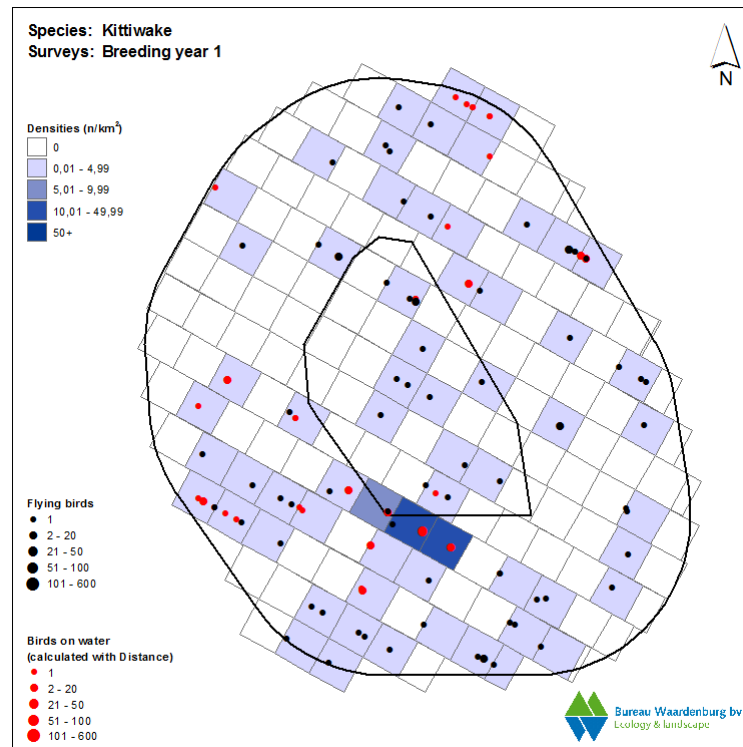 Species: Kittiwake
Surveys: Breeding year 1
N
Densities (n/km²)
0
0,01 - 4,99
5,01 - 9,99
10,01 - 49,99
50+
Flying birds
1
2 - 20
21 - 50
51 - 100
101 - 600
Birds on water
(calculated with Distance)
1
2 - 20
21 - 50
51 - 100
101 - 600
Bureau Waardenburg bv
Ecology & landscape